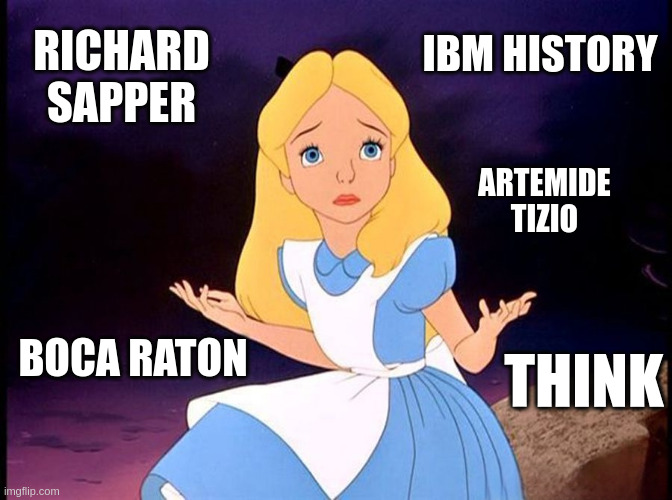 RICHARD
SAPPER
IBM HISTORY
ARTEMIDE
TIZIO
BOCA RATON
THINK
imgflip.com